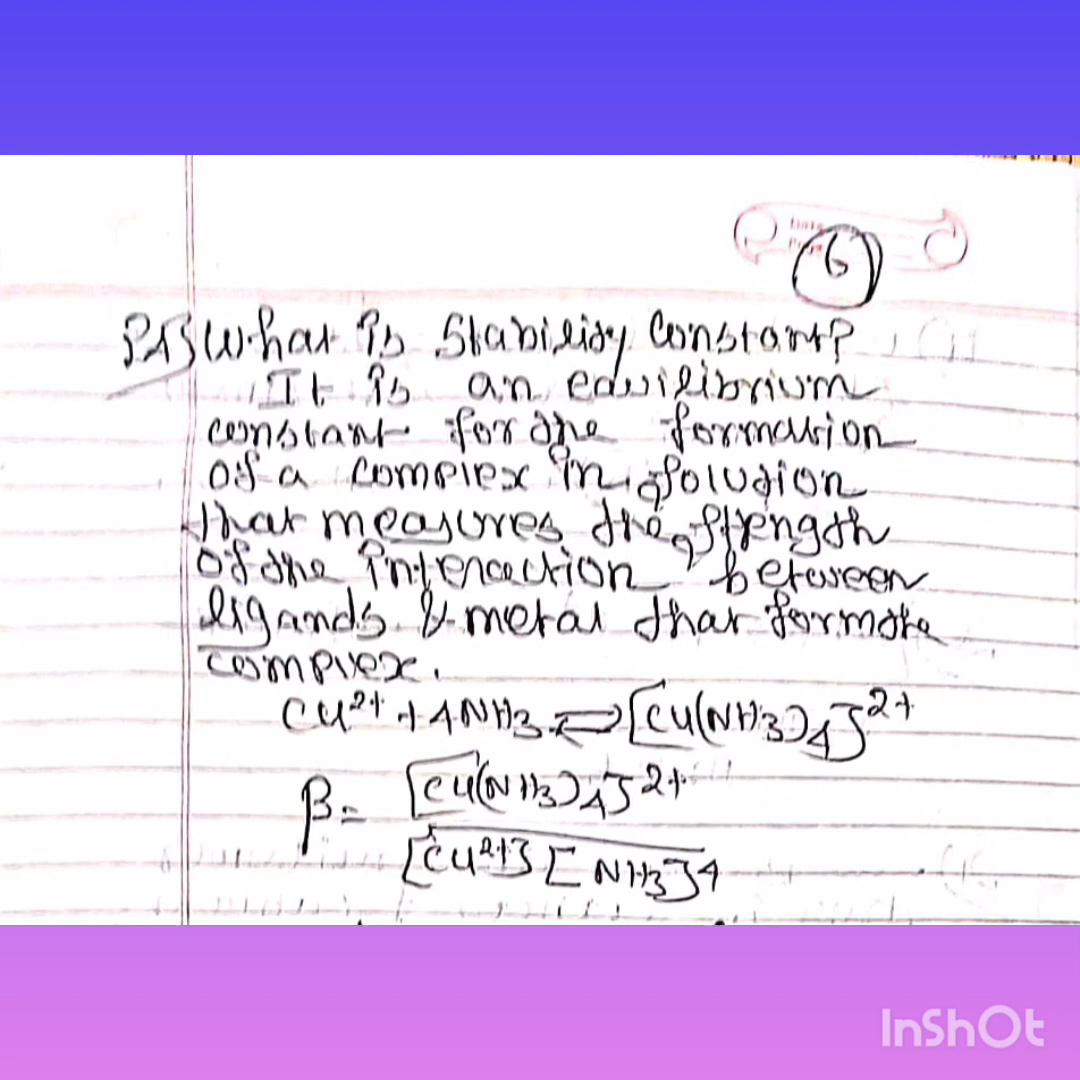 6
What is Stability Constant?
It is an equilibrium
constant for the formation
of a complex in solution
that measures the strength
of the interaction between
ligands & metal that form the
complex.
Cu²⁺ + 4NH₃ ⇌ [Cu(NH₃)₄]²⁺
β = [Cu(NH₃)₄]²⁺
[Cu²⁺] [NH₃]⁴
InShOt